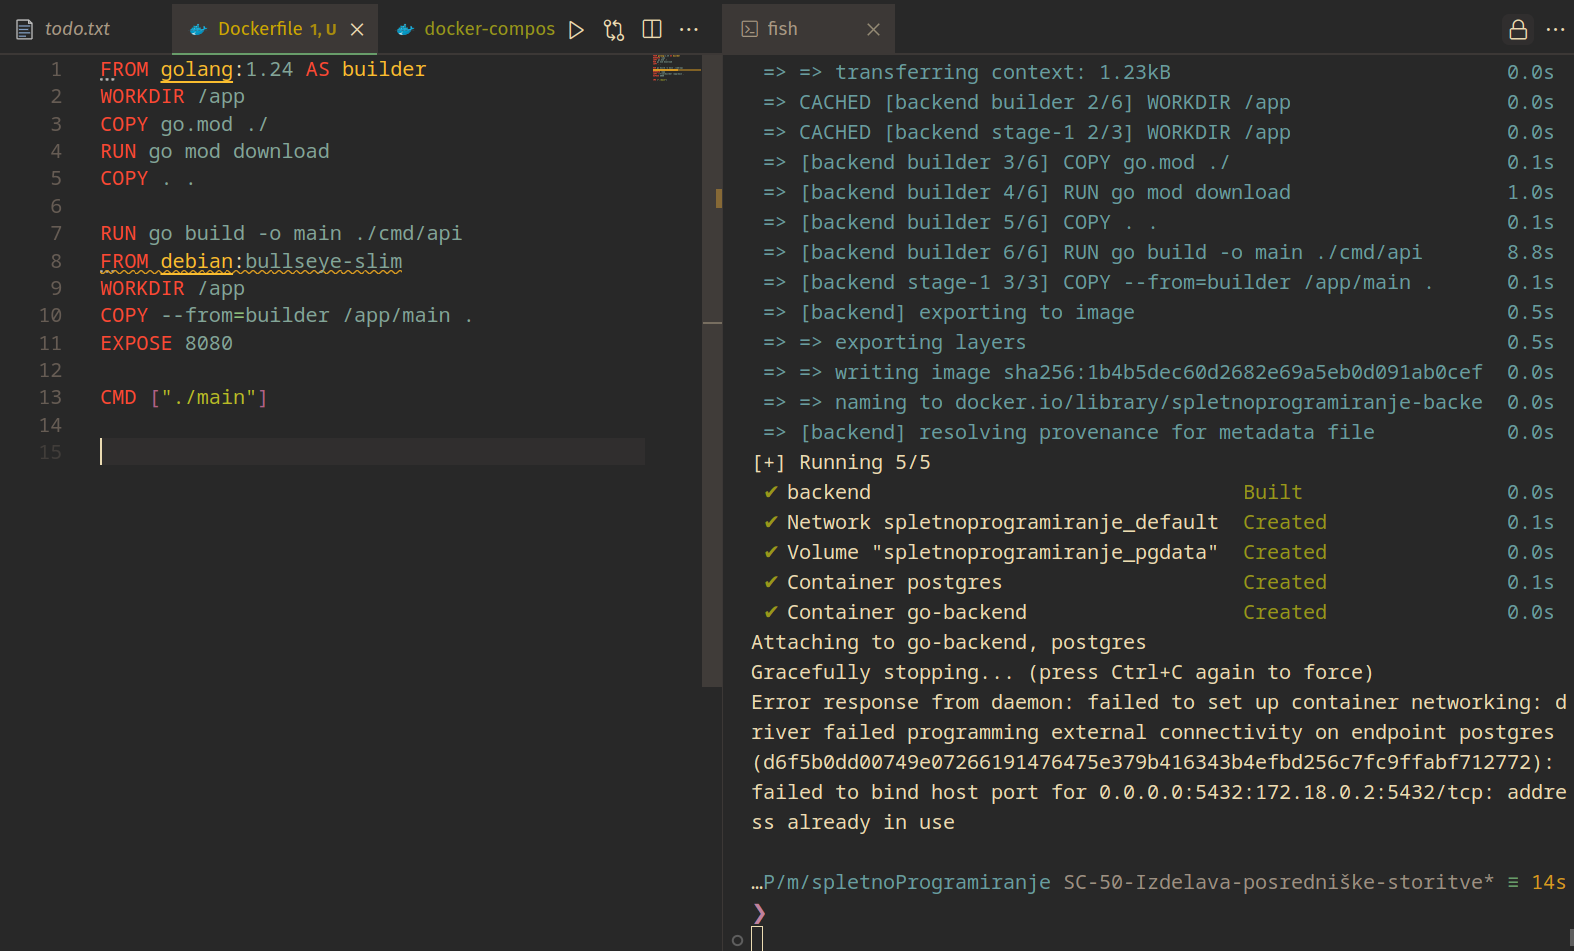 todo.txt
Dockerfile 1, U
docker-compos
fish
1 FROM golang:1.24 AS builder
2 WORKDIR /app
3 COPY go.mod ./
4 RUN go mod download
5 COPY . .
6
7 RUN go build -o main ./cmd/api
8 FROM debian:bullseye-slim
9 WORKDIR /app
10 COPY --from=builder /app/main .
11 EXPOSE 8080
12
13 CMD ["./main"]
14
15
=> => transferring context: 1.23kB 0.0s
=> CACHED [backend builder 2/6] WORKDIR /app 0.0s
=> CACHED [backend stage-1 2/3] WORKDIR /app 0.0s
=> [backend builder 3/6] COPY go.mod ./ 0.1s
=> [backend builder 4/6] RUN go mod download 1.0s
=> [backend builder 5/6] COPY . . 0.1s
=> [backend builder 6/6] RUN go build -o main ./cmd/api 8.8s
=> [backend stage-1 3/3] COPY --from=builder /app/main . 0.1s
=> [backend] exporting to image 0.5s
=> => exporting layers 0.5s
=> => writing image sha256:1b4b5dec60d2682e69a5eb0d091ab0cef 0.0s
=> => naming to docker.io/library/spletnoprogramiranje-backe 0.0s
=> [backend] resolving provenance for metadata file 0.0s
[+] Running 5/5
✔ backend Built 0.0s
✔ Network spletnoprogramiranje_default Created 0.1s
✔ Volume "spletnoprogramiranje_pgdata" Created 0.0s
✔ Container postgres Created 0.1s
✔ Container go-backend Created 0.0s
Attaching to go-backend, postgres
Gracefully stopping... (press Ctrl+C again to force)
Error response from daemon: failed to set up container networking: d
river failed programming external connectivity on endpoint postgres
(d6f5b0dd00749e07266191476475e379b416343b4efbd256c7fc9ffabf712772):
failed to bind host port for 0.0.0.0:5432:172.18.0.2:5432/tcp: addre
ss already in use
…P/m/spletnoProgramiranje SC-50-Izdelava-posredniške-storitve* ≡ 14s
❯